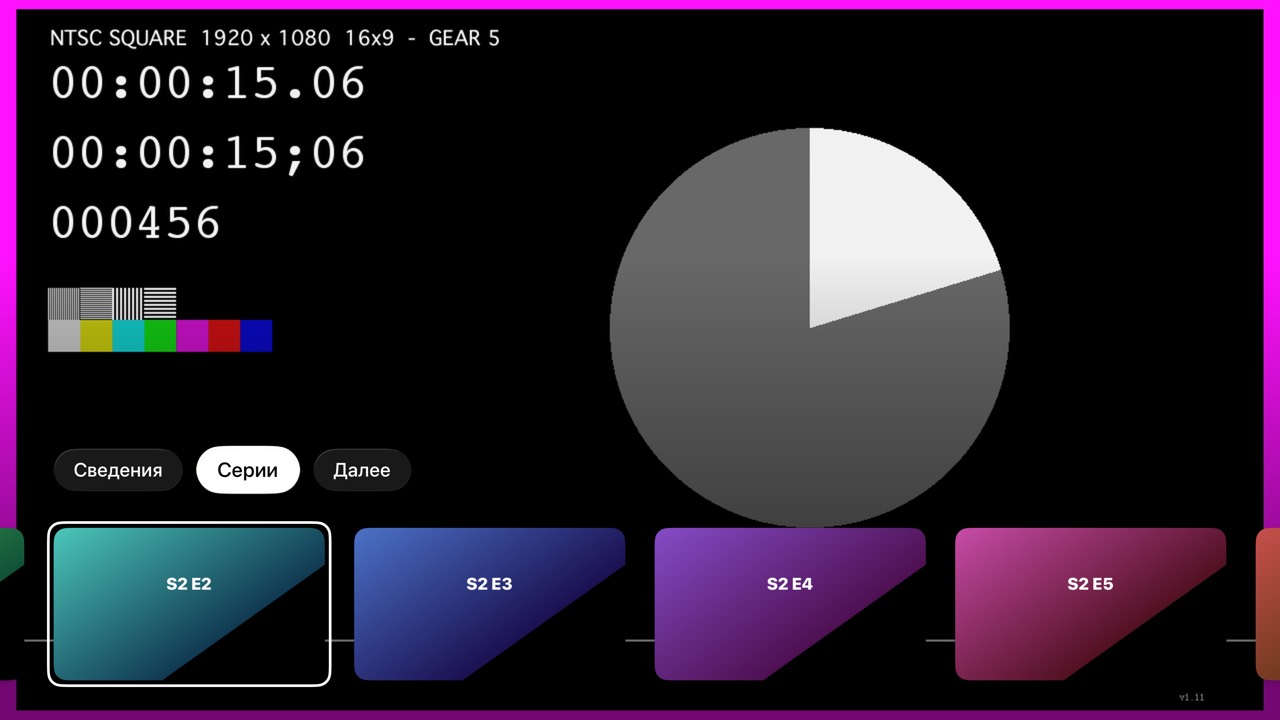 NTSC SQUARE 1920 x 1080 16x9 - GEAR 5
00:00:15.06
00:00:15;06
000456
Сведения Серии Далее
S2 E2 S2 E3 S2 E4 S2 E5
v1.11